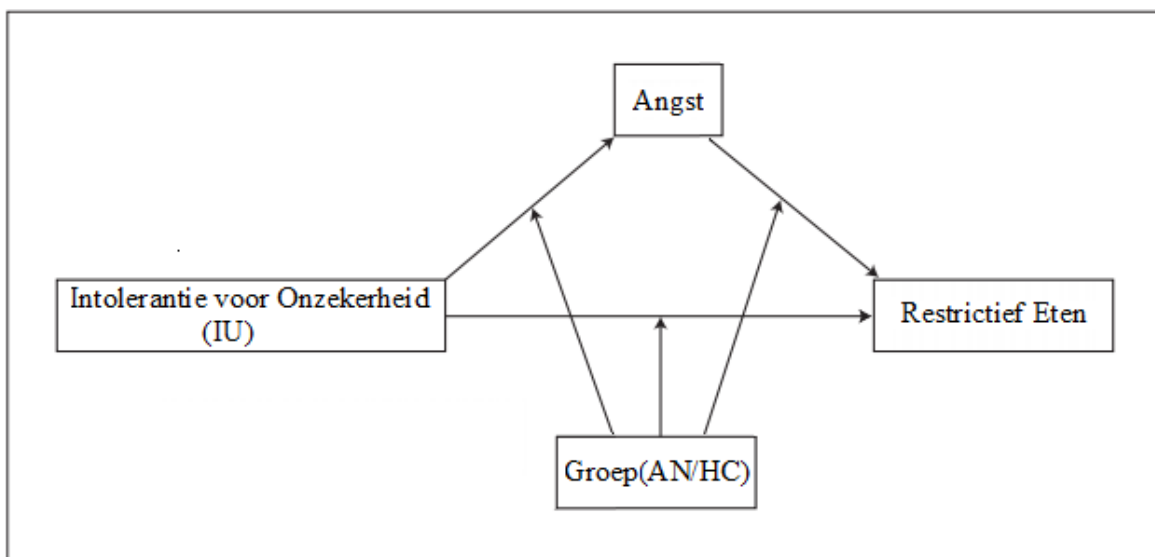 Angst
Intolerantie voor Onzekerheid
(IU)
Restrictief Eten
Groep(AN/HC)